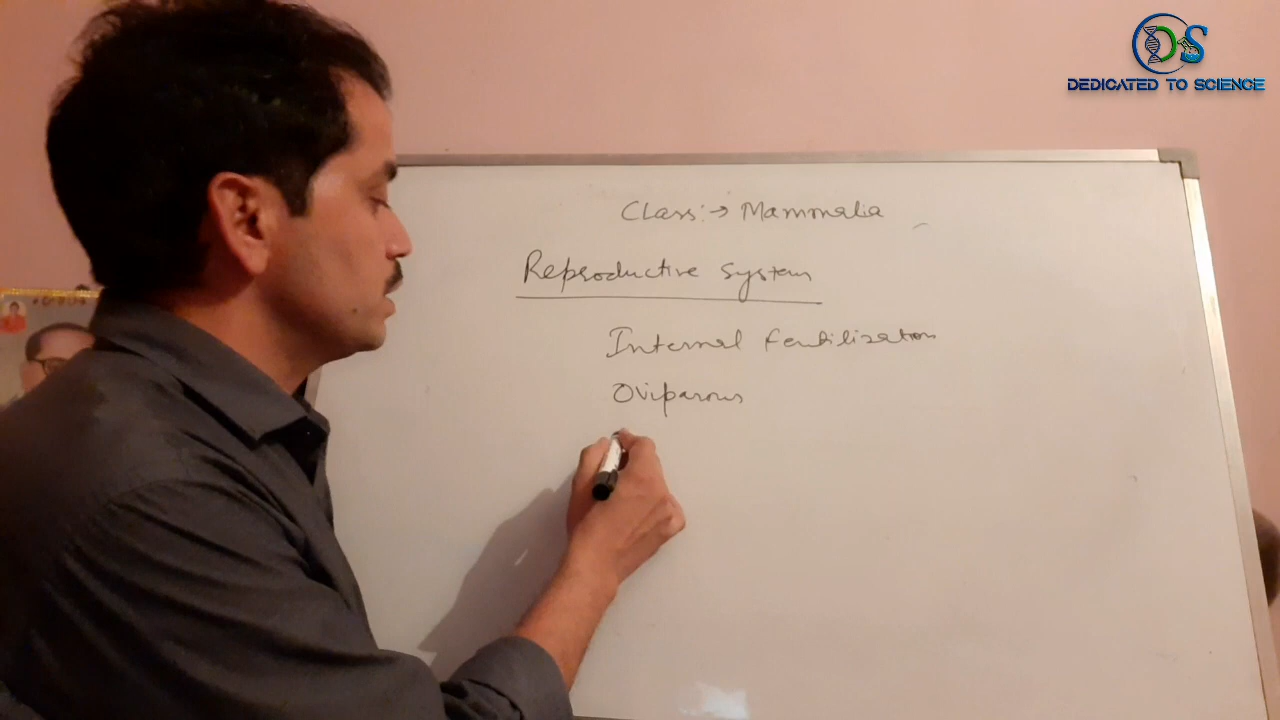 DS
DEDICATED TO SCIENCE
Class:→ Mammalia
Reproductive System
Internal fertilization
Oviparous